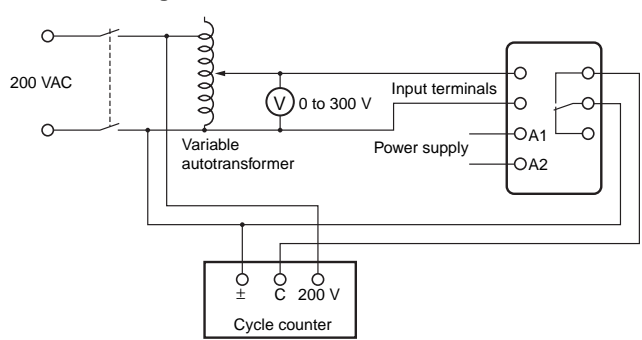 200 VAC
V
0 to 300 V
Input terminals
Variable
autotransformer
Power supply
A1
A2
± C 200 V
Cycle counter